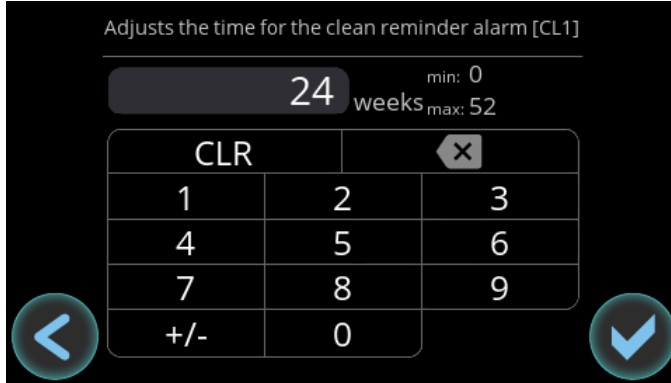 Adjusts the time for the clean reminder alarm [CL1]
24 weeks min: 0
max: 52
CLR
1 2 3
4 5 6
7 8 9
+/- 0